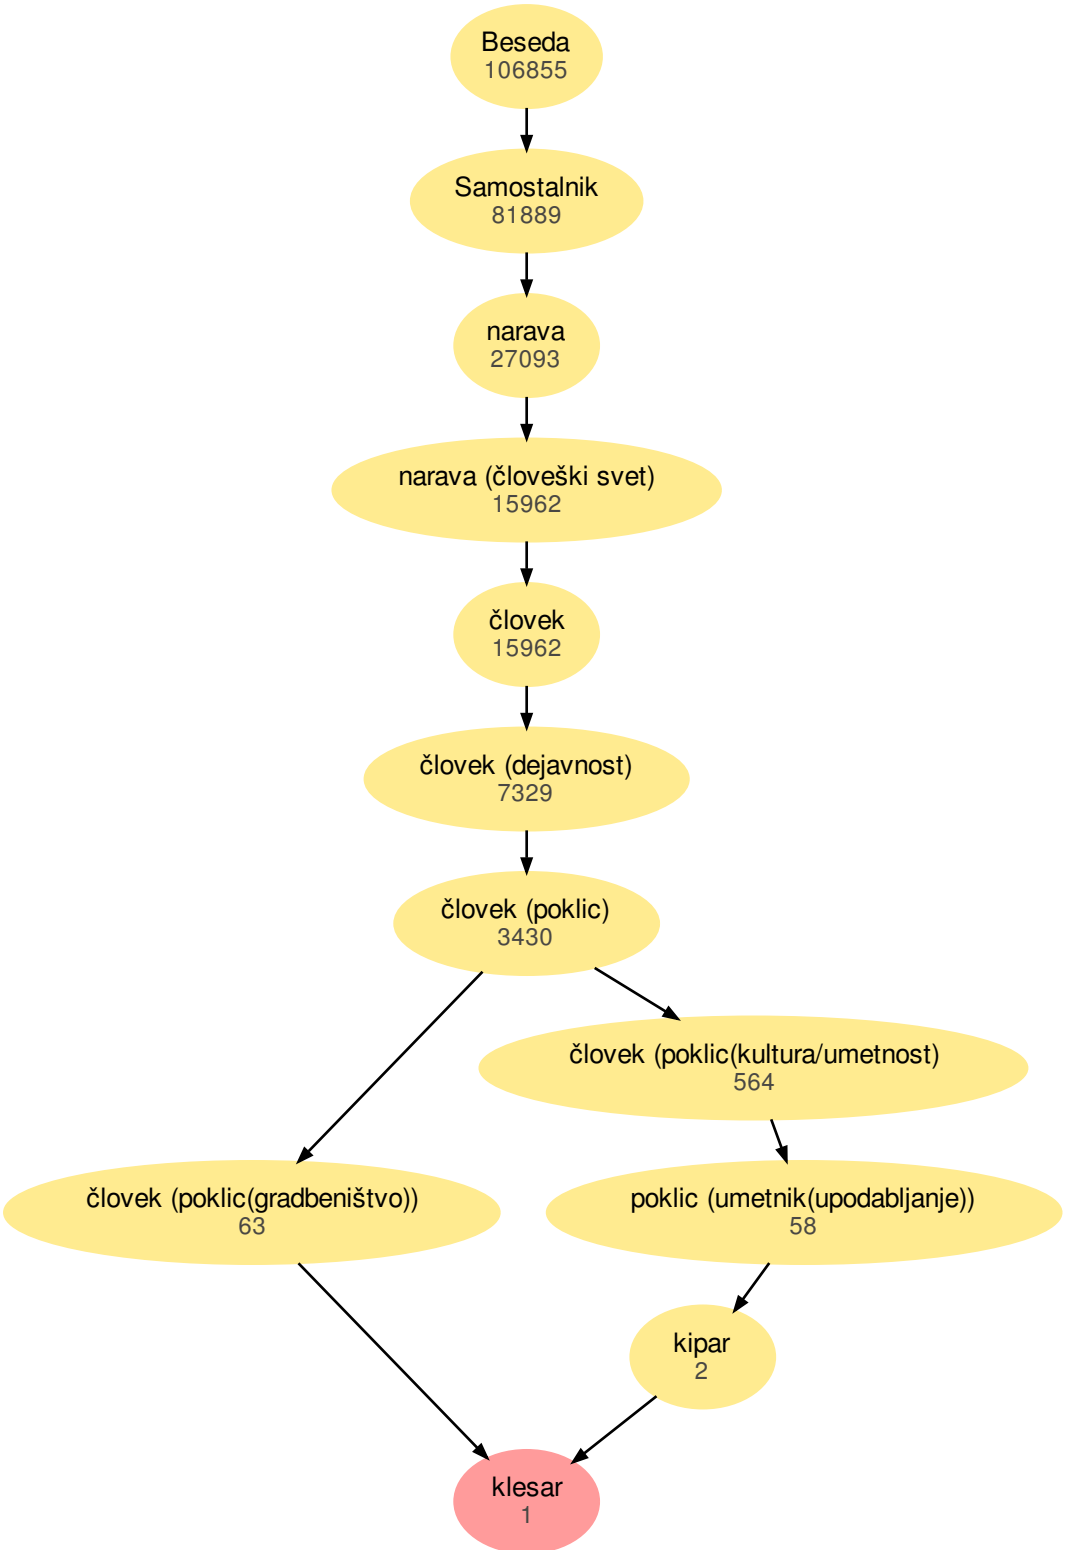 Beseda
106855
Samostalnik
81889
narava
27093
narava (človeški svet)
15962
človek
15962
človek (dejavnost)
7329
človek (poklic)
3430
človek (poklic(kultura/umetnost)
564
človek (poklic(gradbeništvo))
63
poklic (umetnik(upodabljanje))
58
kipar
2
klesar
1